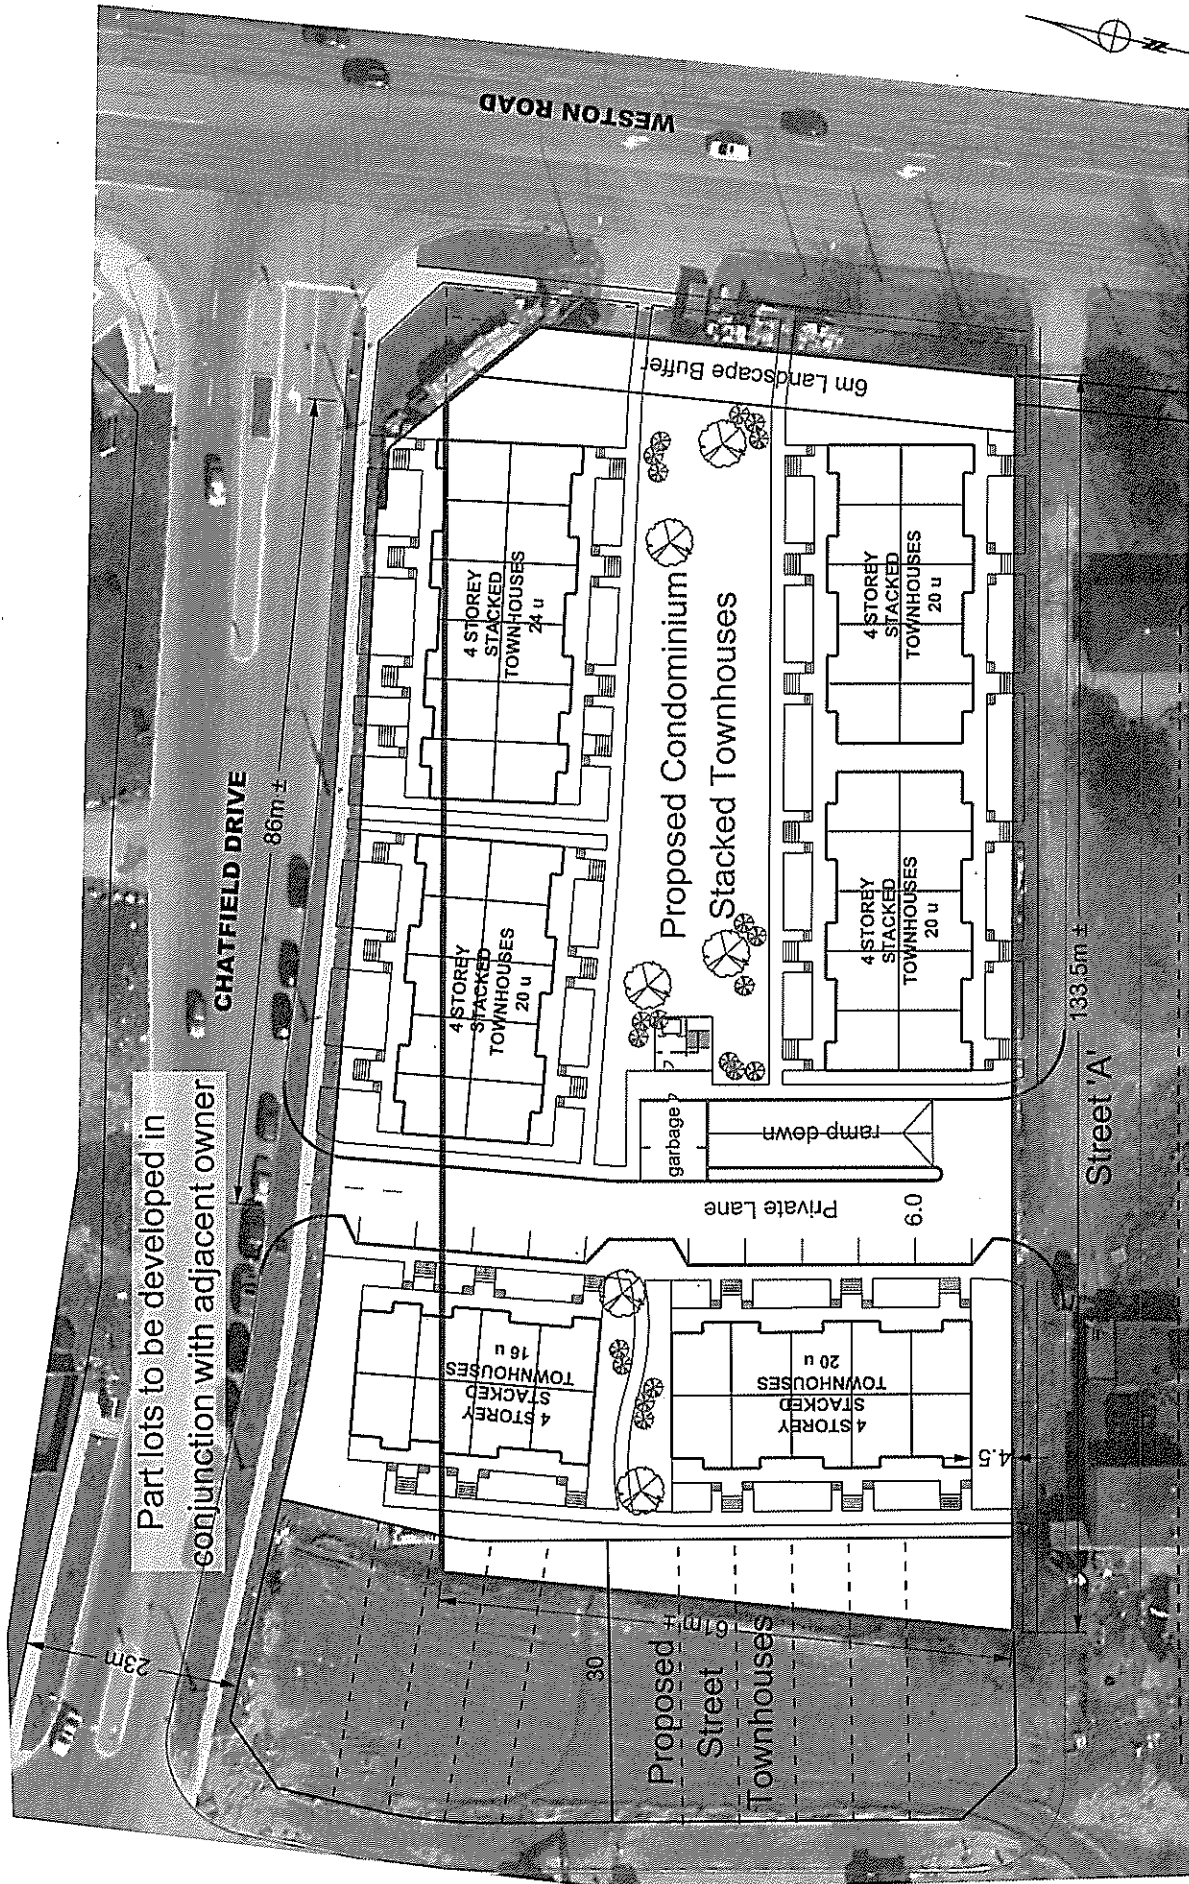 N
WESTON ROAD
CHATFIELD DRIVE
86m ±
Part lots to be developed in
conjunction with adjacent owner
23m
6m Landscape Buffer
4 STOREY
STACKED
TOWNHOUSES
24 u
4 STOREY
STACKED
TOWNHOUSES
20 u
Proposed Condominium
Stacked Townhouses
4 STOREY
STACKED
TOWNHOUSES
20 u
4 STOREY
STACKED
TOWNHOUSES
20 u
garbage
ramp down
Private Lane
6.0
4 STOREY
STACKED
TOWNHOUSES
16 u
4 STOREY
STACKED
TOWNHOUSES
20 u
4.5
133.5m ±
Street 'A'
30
61m ±
Proposed
Street
Townhouses